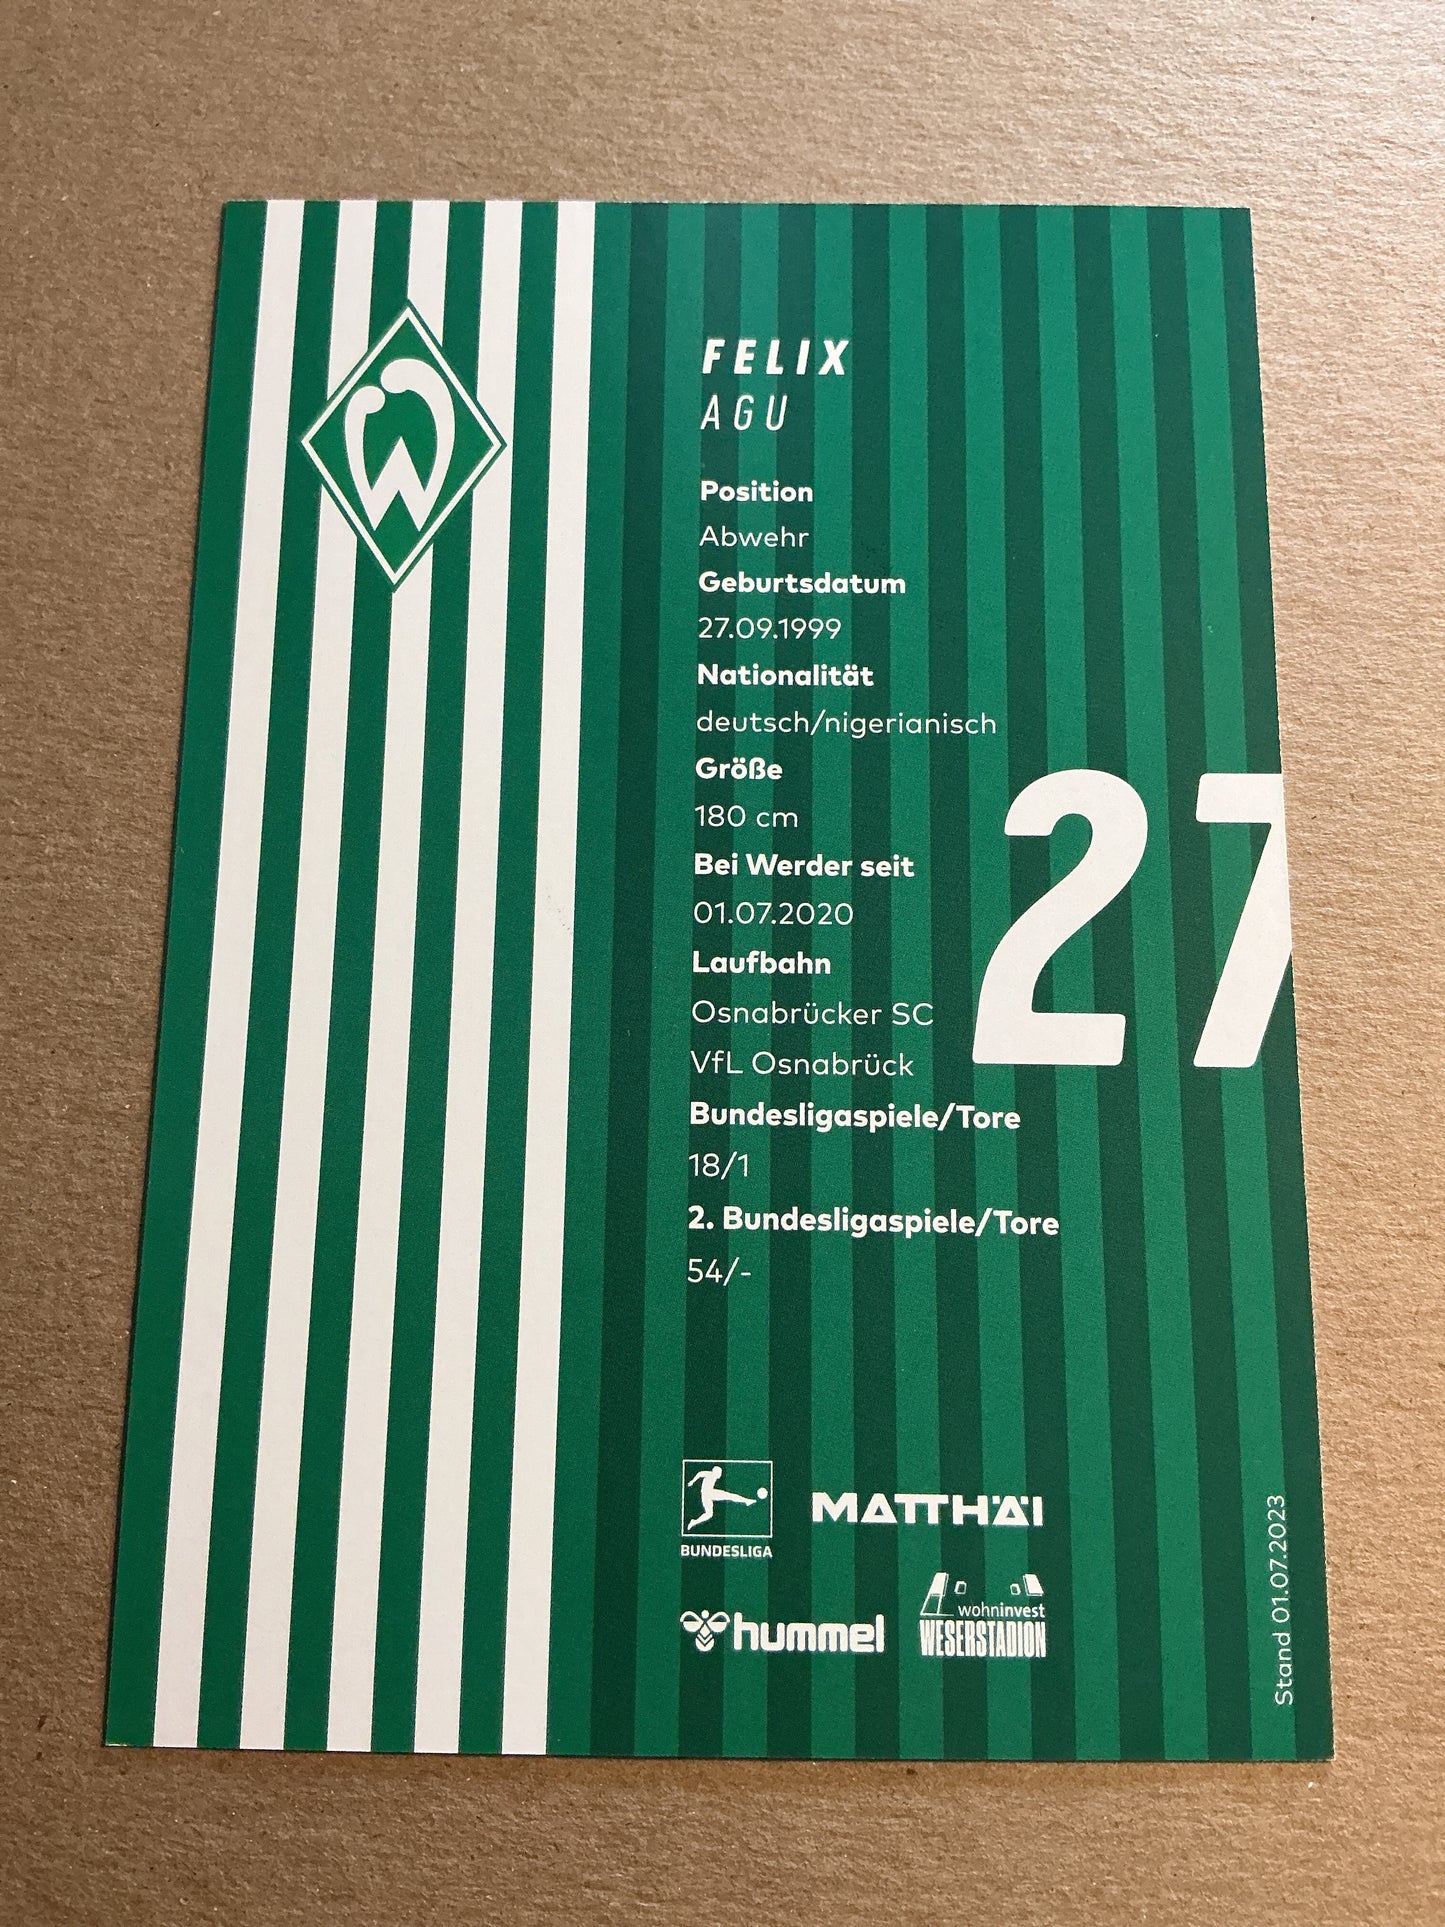 FELIX
AGU
Position
Abwehr
Geburtsdatum
27.09.1999
Nationalität
deutsch/nigerianisch
Größe
180 cm
Bei Werder seit
01.07.2020
Laufbahn
Osnabrücker SC
VfL Osnabrück
Bundesligaspiele/Tore
18/1
2. Bundesligaspiele/Tore
54/-
27
W
BUNDESLIGA
MATTHÄI
hummel
wohninvest
WESERSTADION
Stand 01.07.2023